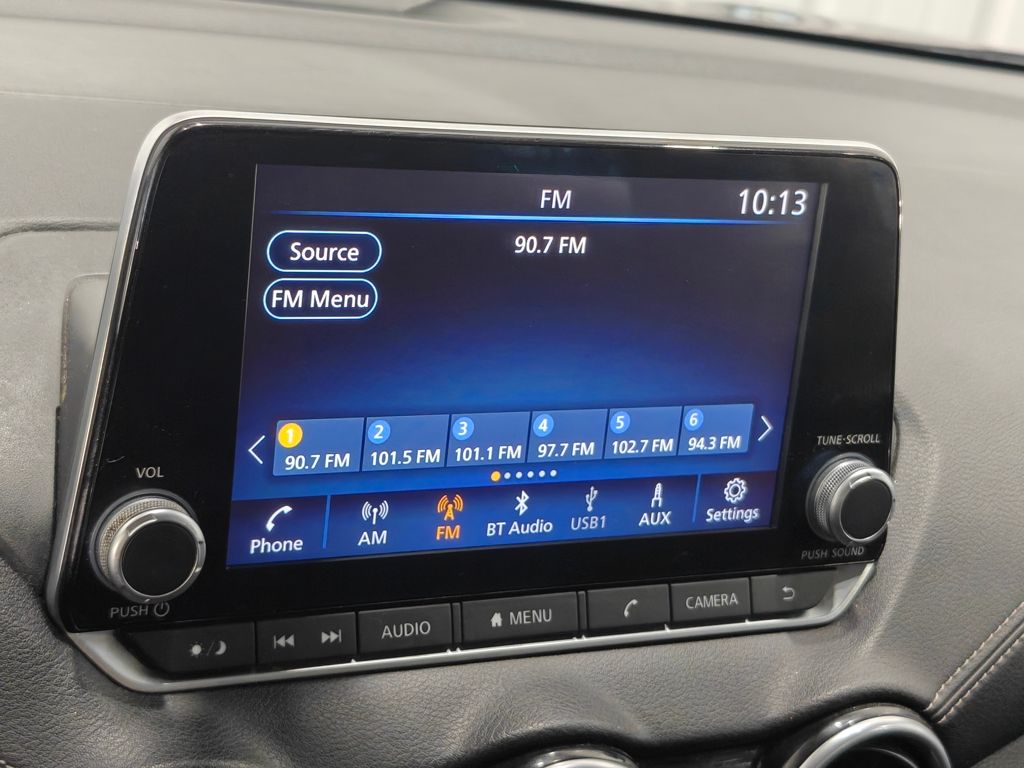 FM
10:13
Source
90.7 FM
FM Menu
1 2 3 4 5 6
90.7 FM 101.5 FM 101.1 FM 97.7 FM 102.7 FM 94.3 FM
Phone AM FM BT Audio USB1 AUX Settings
VOL
PUSH
TUNE·SCROLL
PUSH SOUND
AUDIO MENU CAMERA